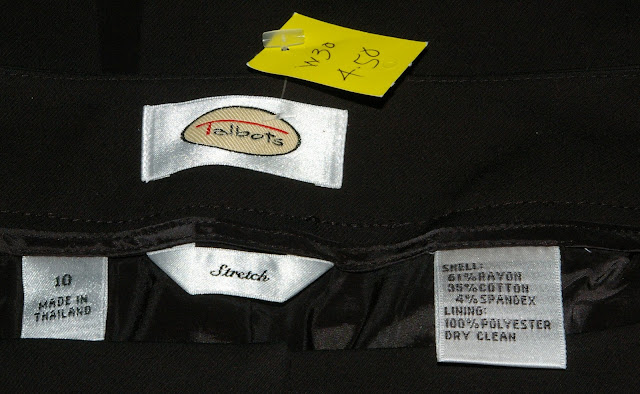 W30
4.50
Talbots
10
MADE IN
THAILAND
Stretch
SHELL:
61% RAYON
35% COTTON
4% SPANDEX
LINING:
100% POLYESTER
DRY CLEAN